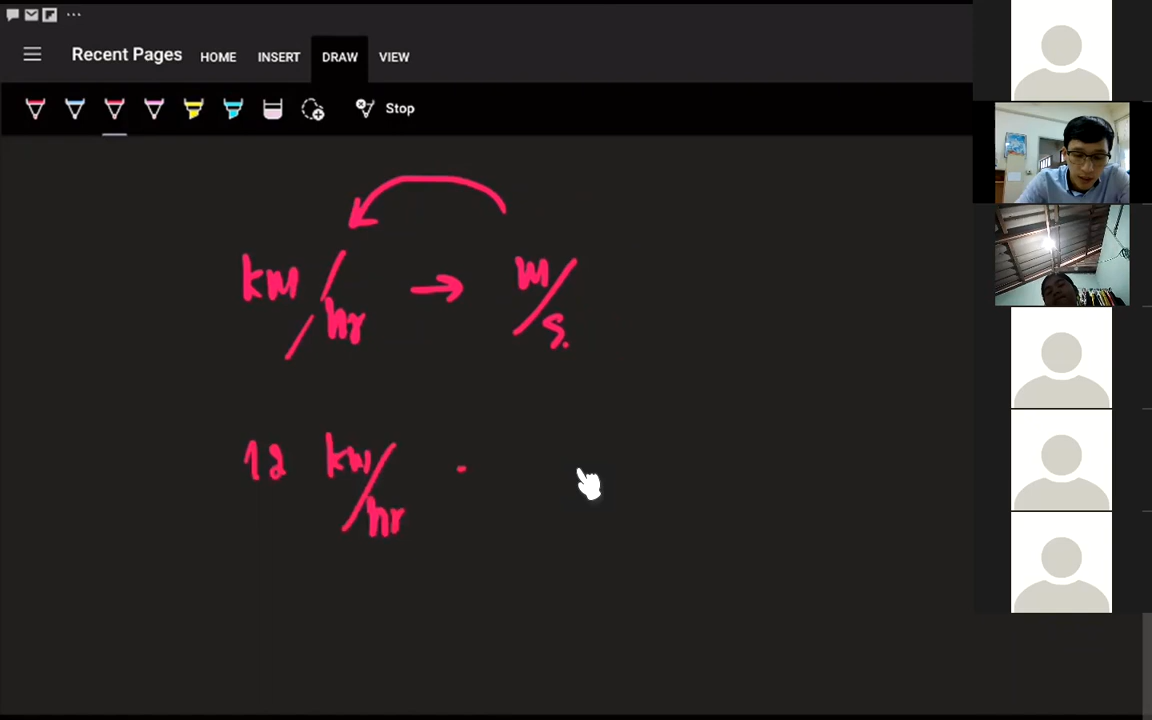 Recent Pages HOME INSERT DRAW VIEW
Stop
km/hr → m/s.
12 km/hr -